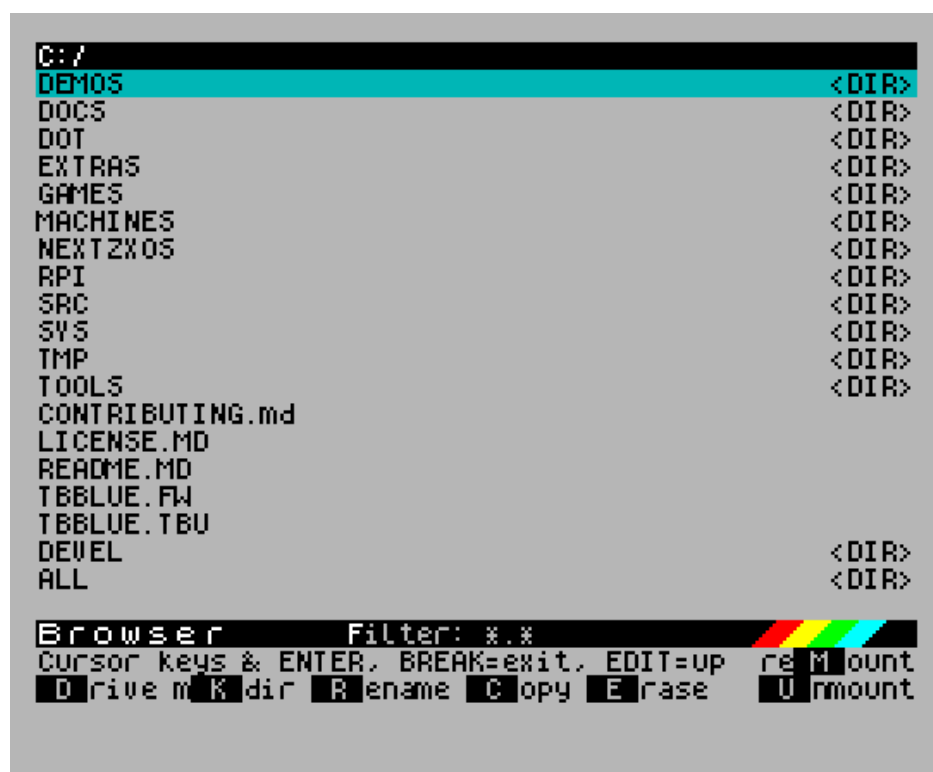 C:/
DEMOS <DIR>
DOCS <DIR>
DOT <DIR>
EXTRAS <DIR>
GAMES <DIR>
MACHINES <DIR>
NEXTZXOS <DIR>
RPI <DIR>
SRC <DIR>
SYS <DIR>
TMP <DIR>
TOOLS <DIR>
CONTRIBUTING.md
LICENSE.MD
README.MD
TBBLUE.FW
TBBLUE.TBU
DEVEL <DIR>
ALL <DIR>
Browser Filter: *.*
Cursor keys & ENTER, BREAK=exit, EDIT=up reMount
Drive mKdir Rename Copy Erase Unmount